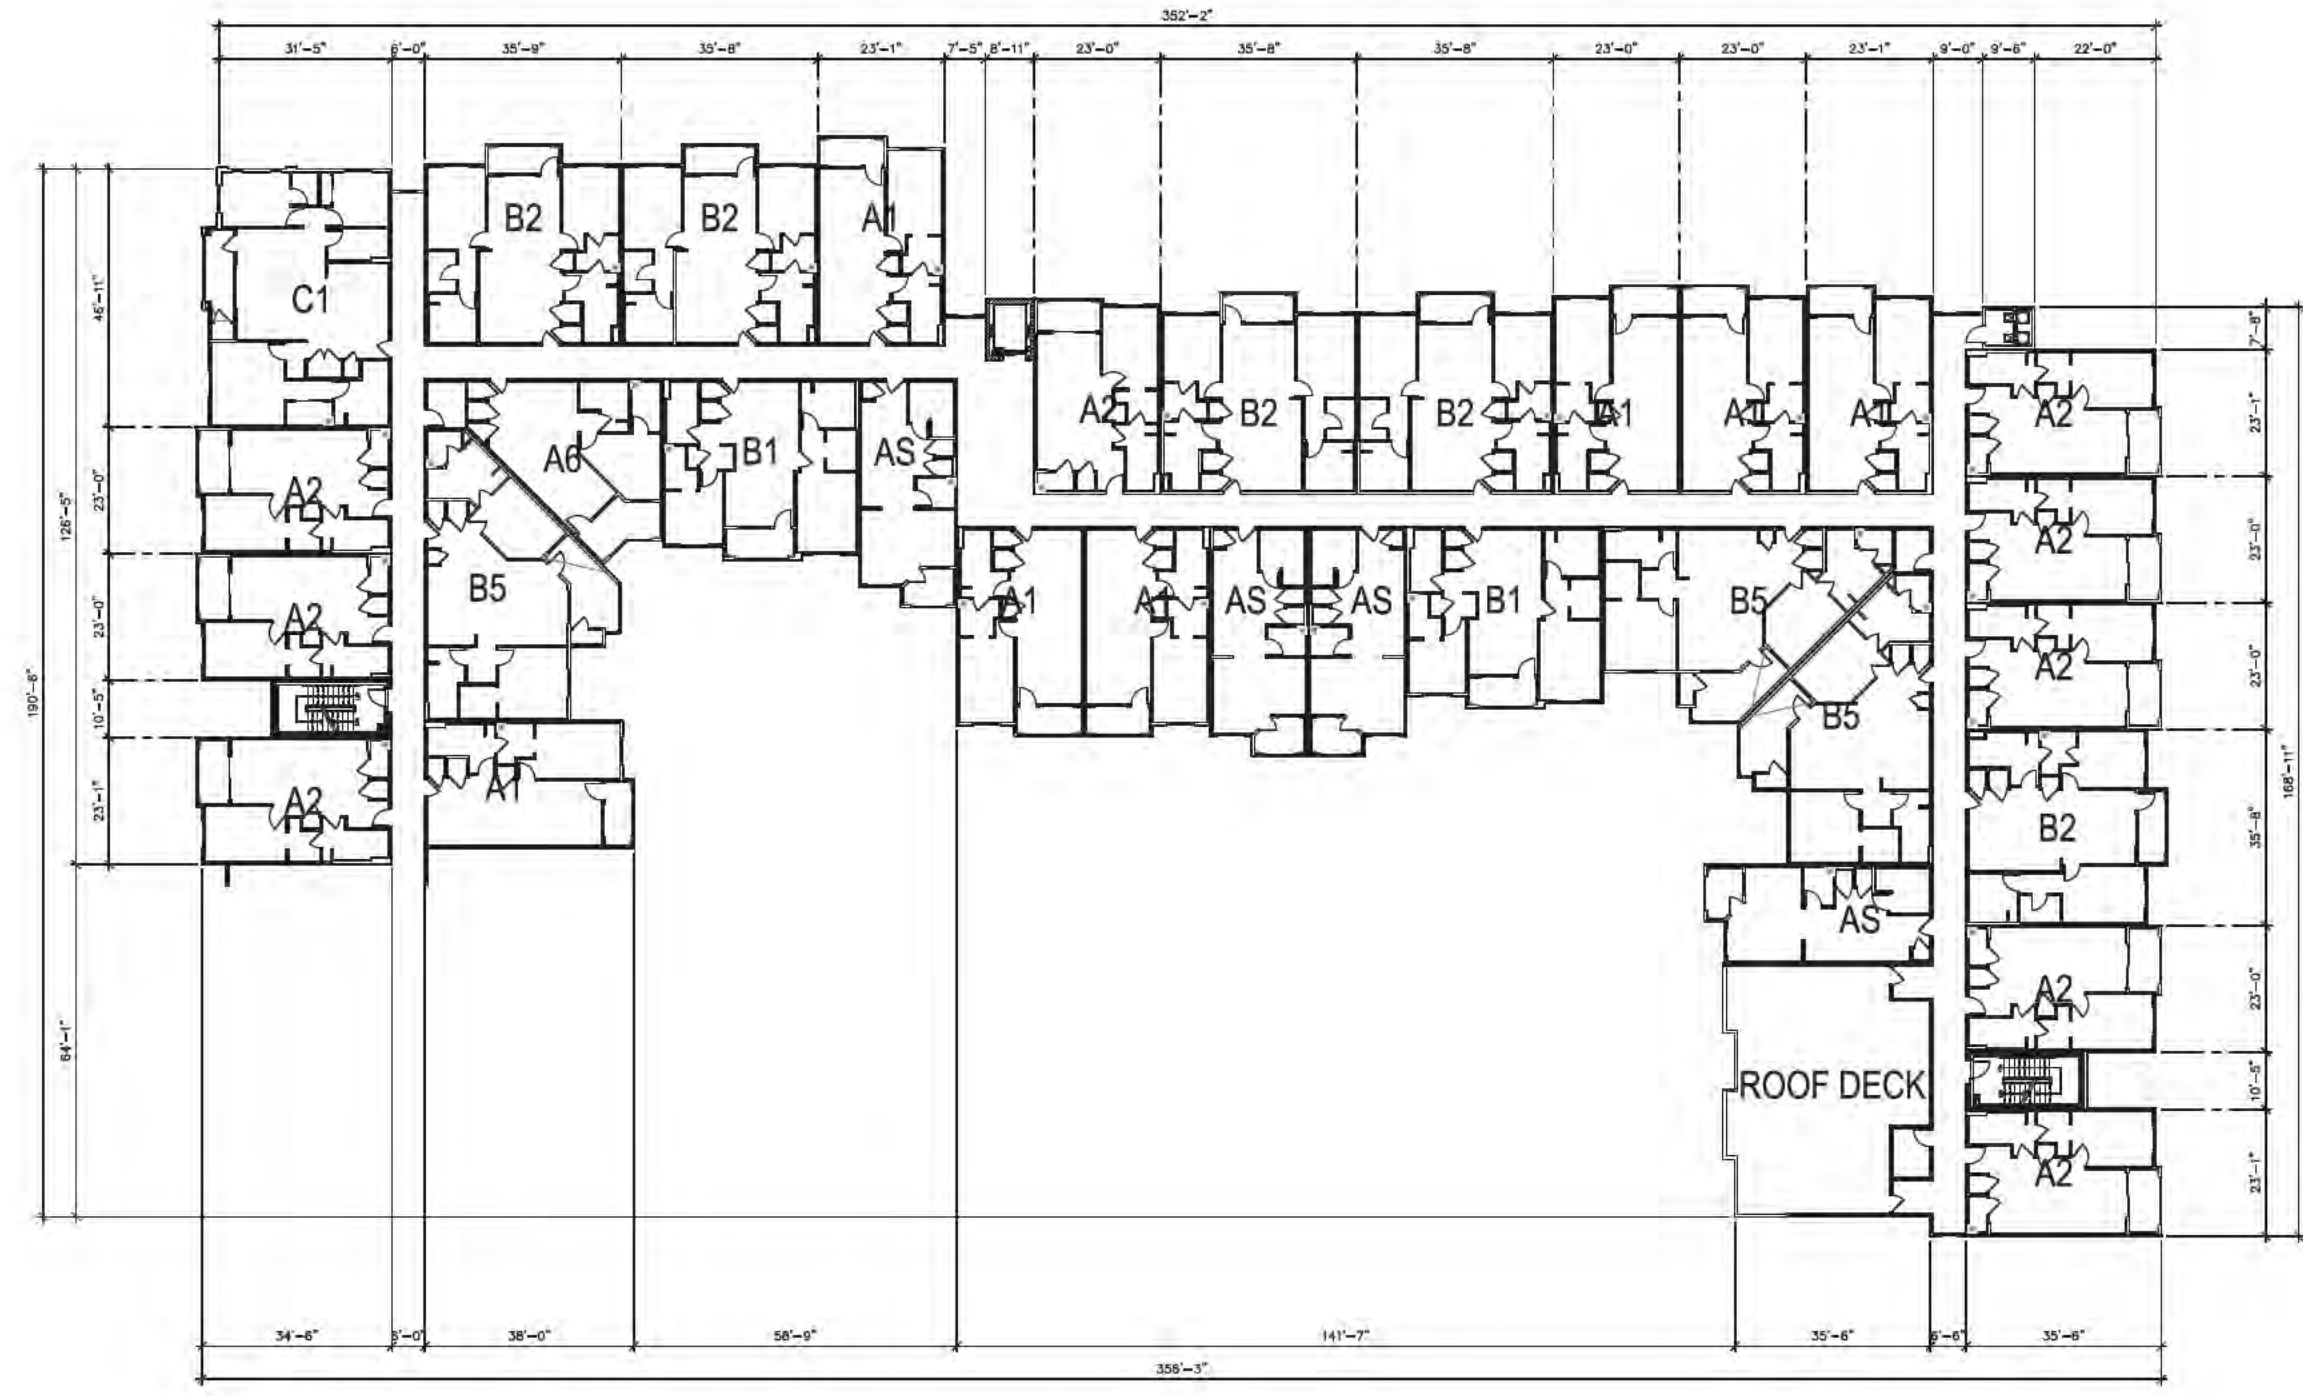 352'-2"
31'-5" 6'-0" 35'-9" 35'-8" 23'-1" 7'-5" 8'-11" 23'-0" 35'-8" 35'-8" 23'-0" 23'-0" 23'-1" 9'-0" 9'-6" 22'-0"
B2 B2 A1
C1
46'-11"
7'-8"
A2 B2 B2 A1 A1 A1 A2
23'-1"
A6 B1 AS
A2
23'-0"
126'-5"
A2
23'-0"
B5 A1 A1 AS AS B1 B5
A2
23'-0"
A2
23'-0"
190'-6"
10'-5"
B5
168'-11"
A2 A1
23'-1"
B2
35'-8"
AS
A2
23'-0"
64'-1"
ROOF DECK
10'-5"
A2
23'-1"
34'-6" 6'-0" 38'-0" 58'-9" 141'-7" 35'-6" 6'-6" 35'-6"
356'-3"